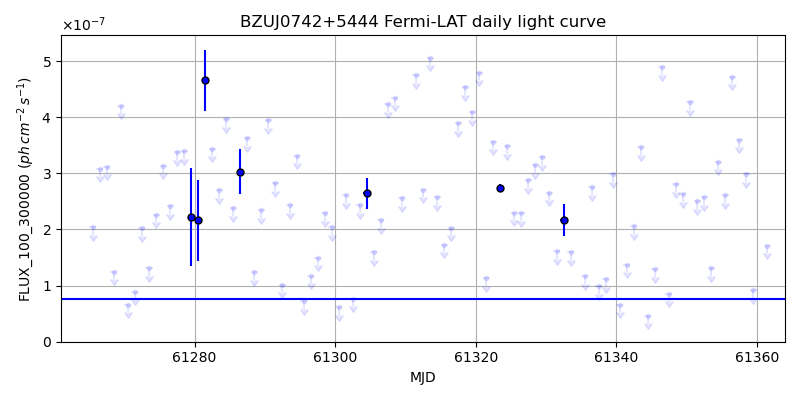 BZUJ0742+5444 Fermi-LAT daily light curve
×10⁻⁷
FLUX_100_300000 (ph cm⁻² s⁻¹)
5
4
3
2
1
0
61280 61300 61320 61340 61360
MJD